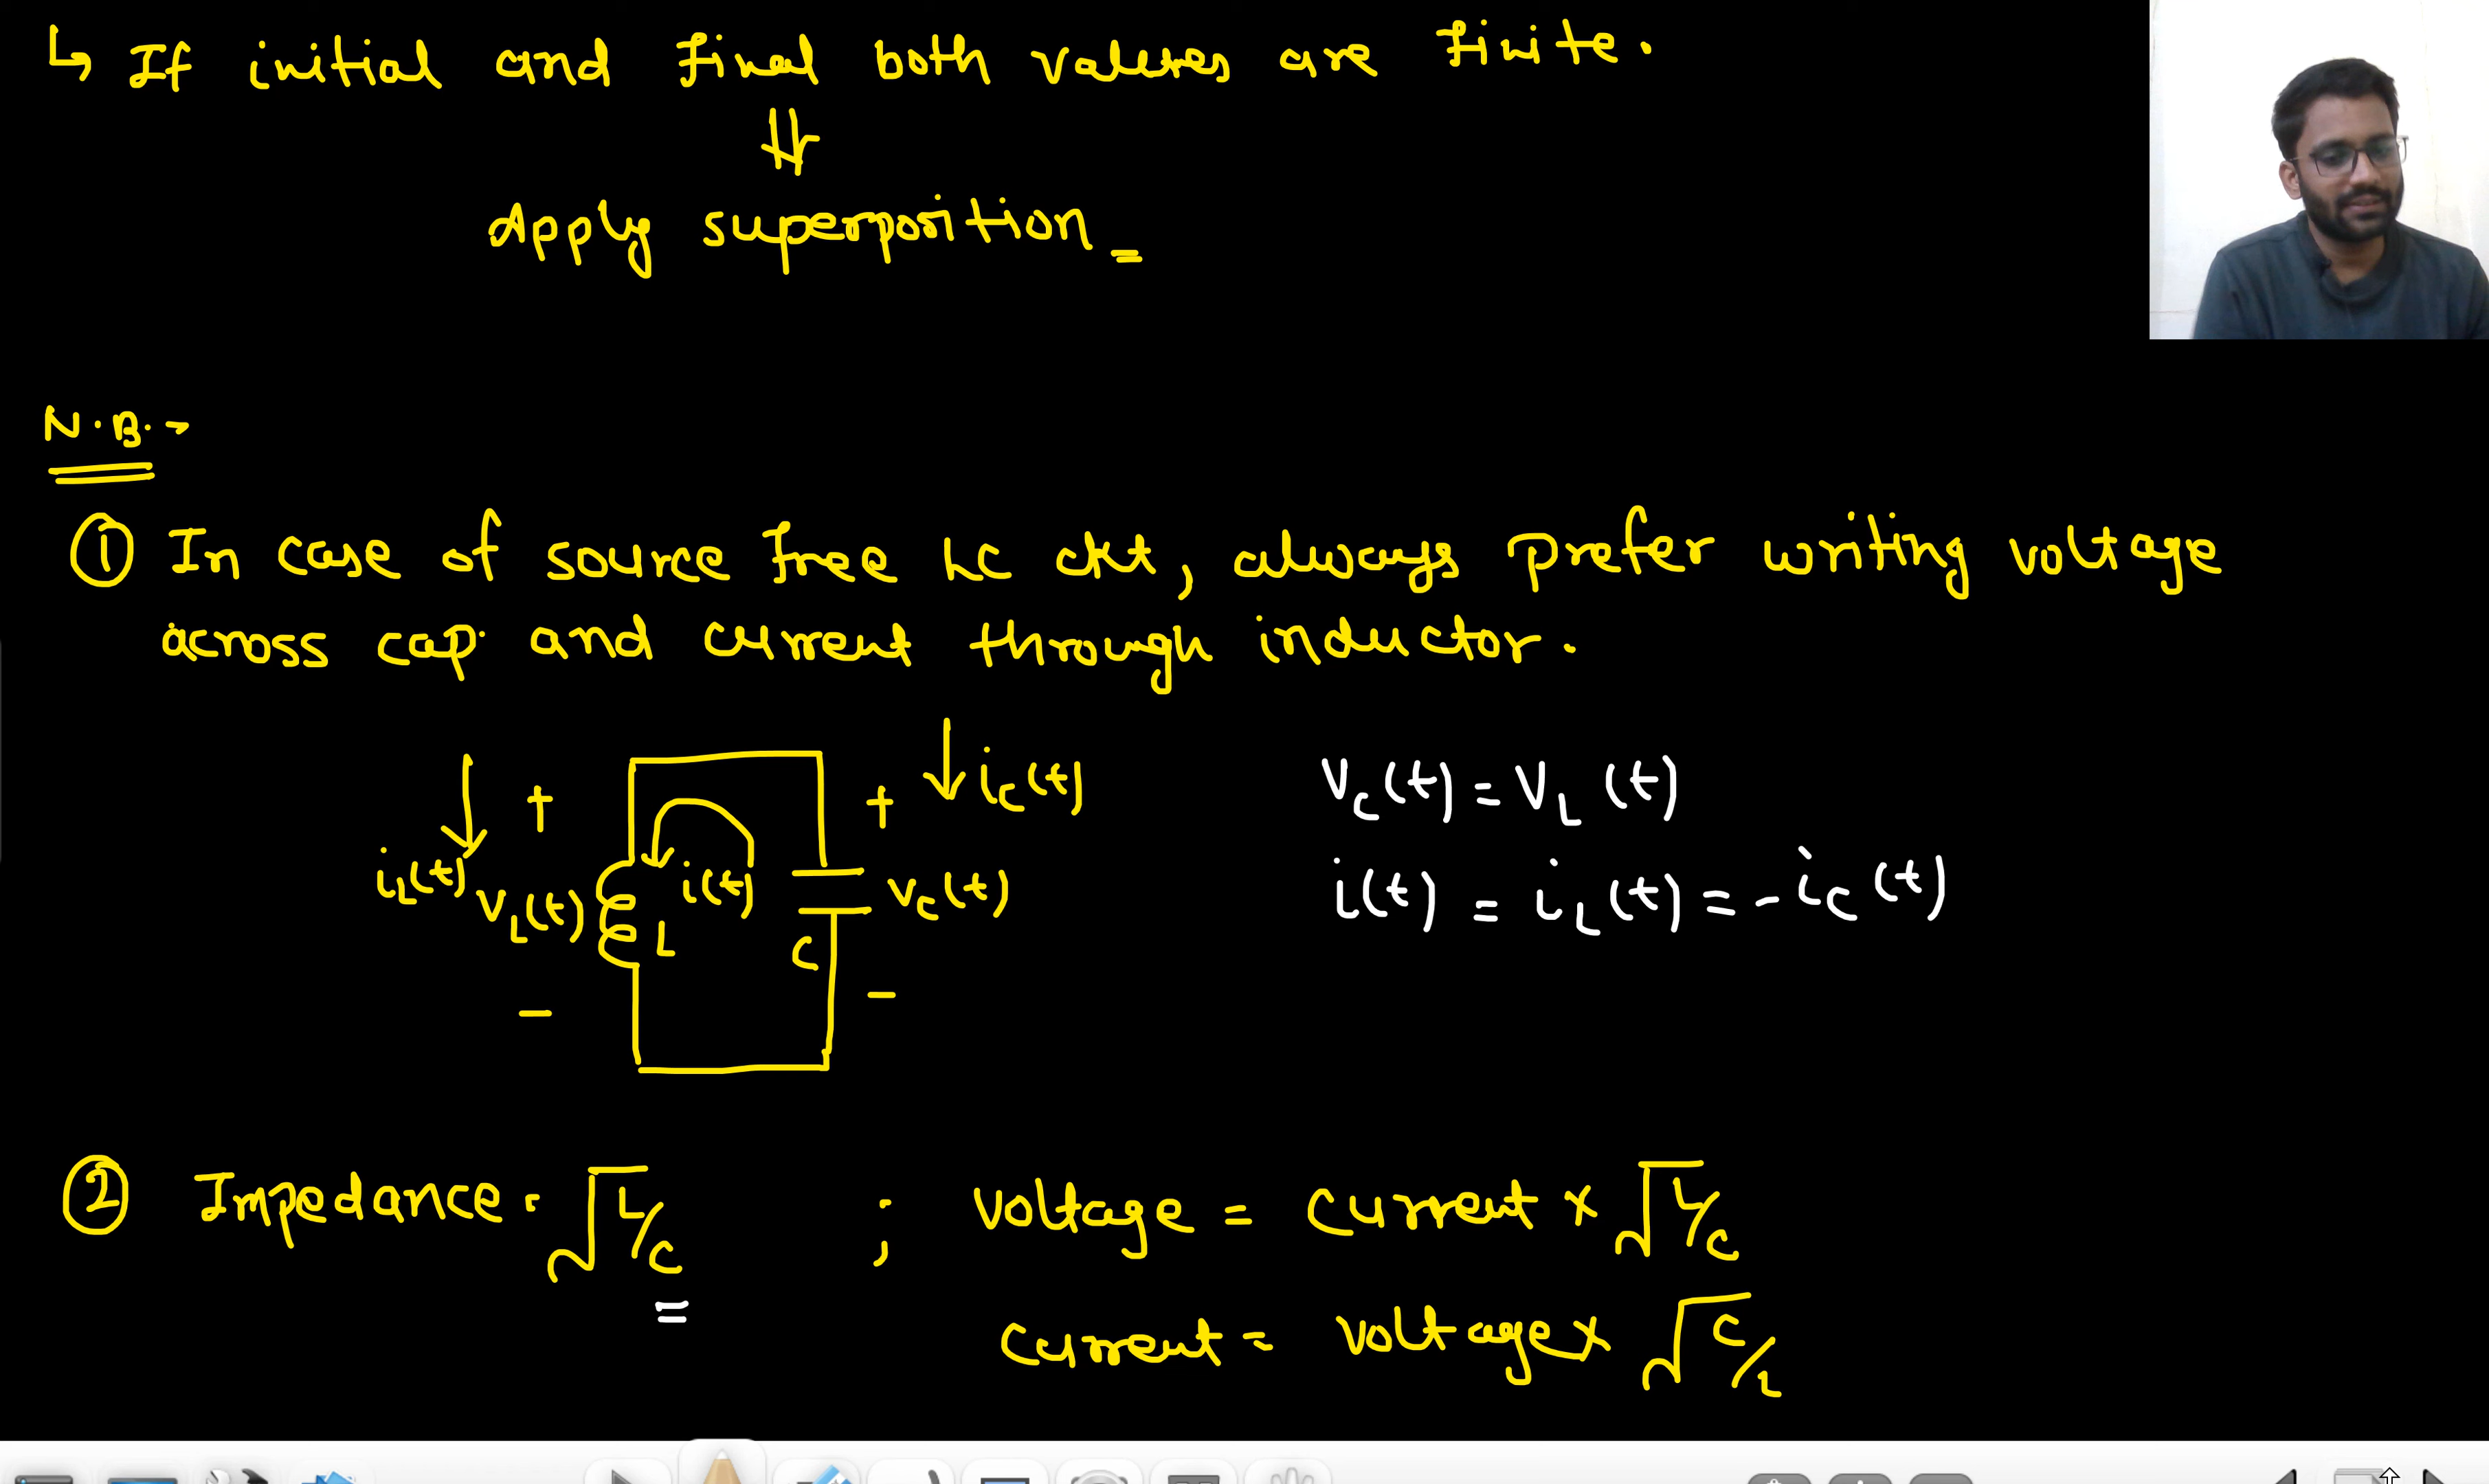 ↳ If initial and final both values are finite.
⇓
Apply superposition =
N.B. →
① In case of source free LC ckt, always prefer writing voltage
across cap. and current through inductor.
↓ iL(t) + VL(t) - L i(t) C + Vc(t) - ↓ ic(t)
Vc(t) = VL(t)
i(t) = iL(t) = -ic(t)
② Impedance = √L/C ; Voltage = Current × √L/C
Current = Voltage × √C/L